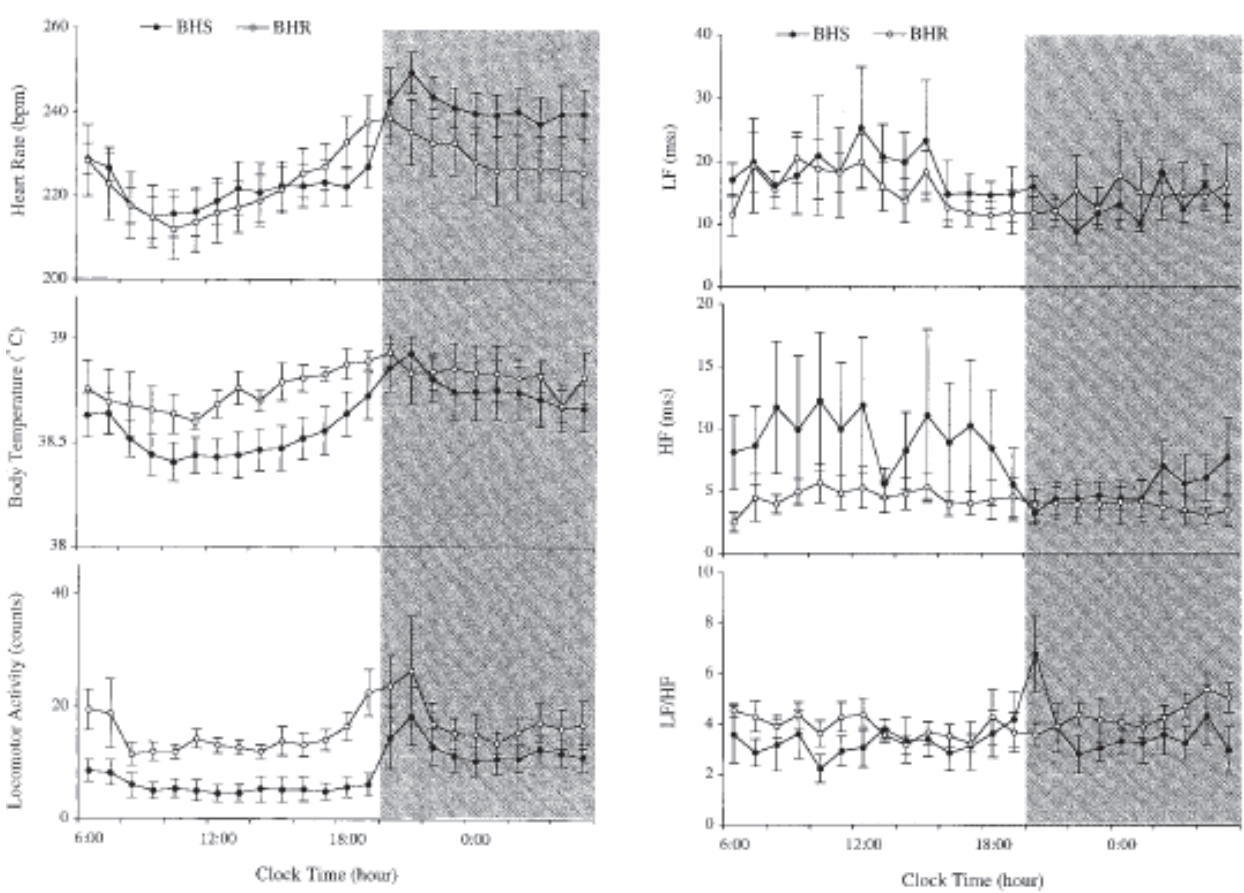 BHS BHR
260
240
220
200
Heart Rate (bpm)
39
38.5
38
Body Temperature (°C)
40
20
0
Locomotor Activity (counts)
6:00 12:00 18:00 0:00
Clock Time (hour)
BHS BHR
40
30
20
10
0
LF (ms2)
20
15
10
5
0
HF (ms2)
10
8
6
4
2
0
LF/HF
6:00 12:00 18:00 0:00
Clock Time (hour)